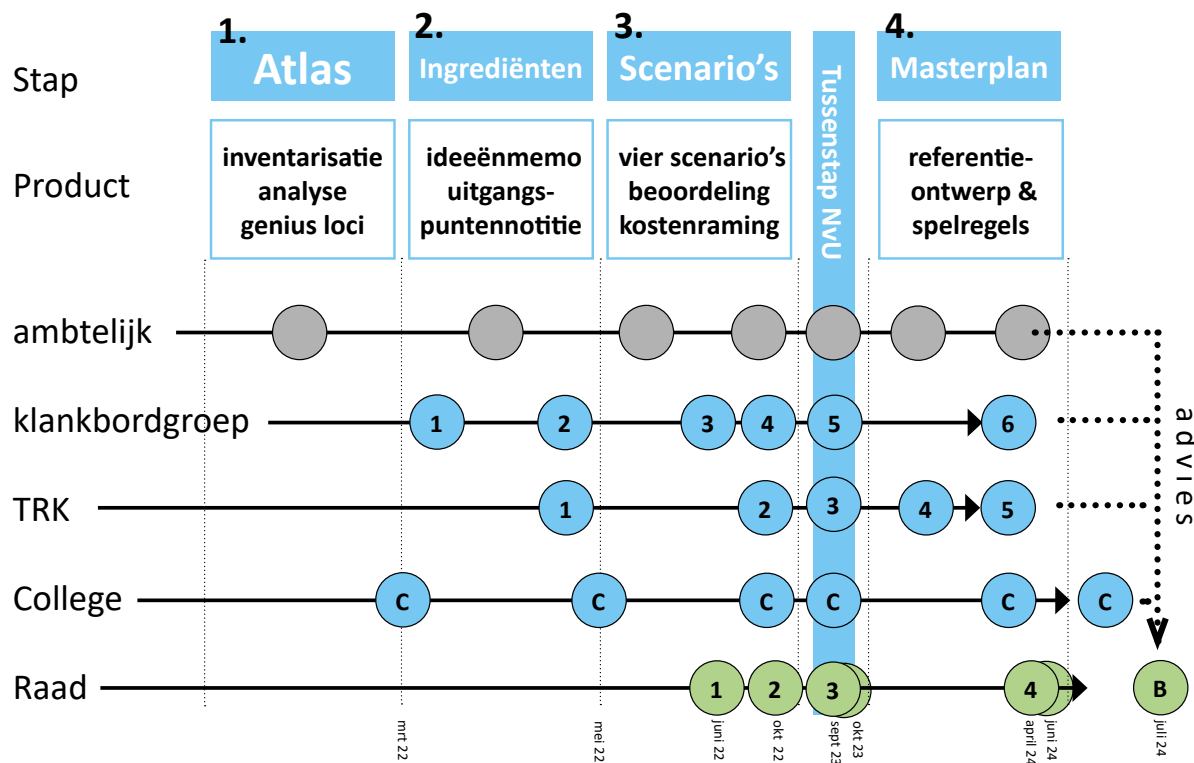 1.
2.
3.
4.
Stap
Atlas
Ingrediënten
Scenario's
Tussenstap NvU
Masterplan
Product
inventarisatie
analyse
genius loci
ideeënmemo
uitgangs-
puntennotitie
vier scenario's
beoordeling
kostenraming
referentie-
ontwerp &
spelregels
ambtelijk
klankbordgroep
1
2
3
4
5
6
TRK
1
2
3
4
5
College
C
C
C
C
C
C
Raad
1
2
3
4
B
advies
mrt 22
mei 22
juni 22
okt 22
sept 23
okt 23
april 24
juni 24
juli 24